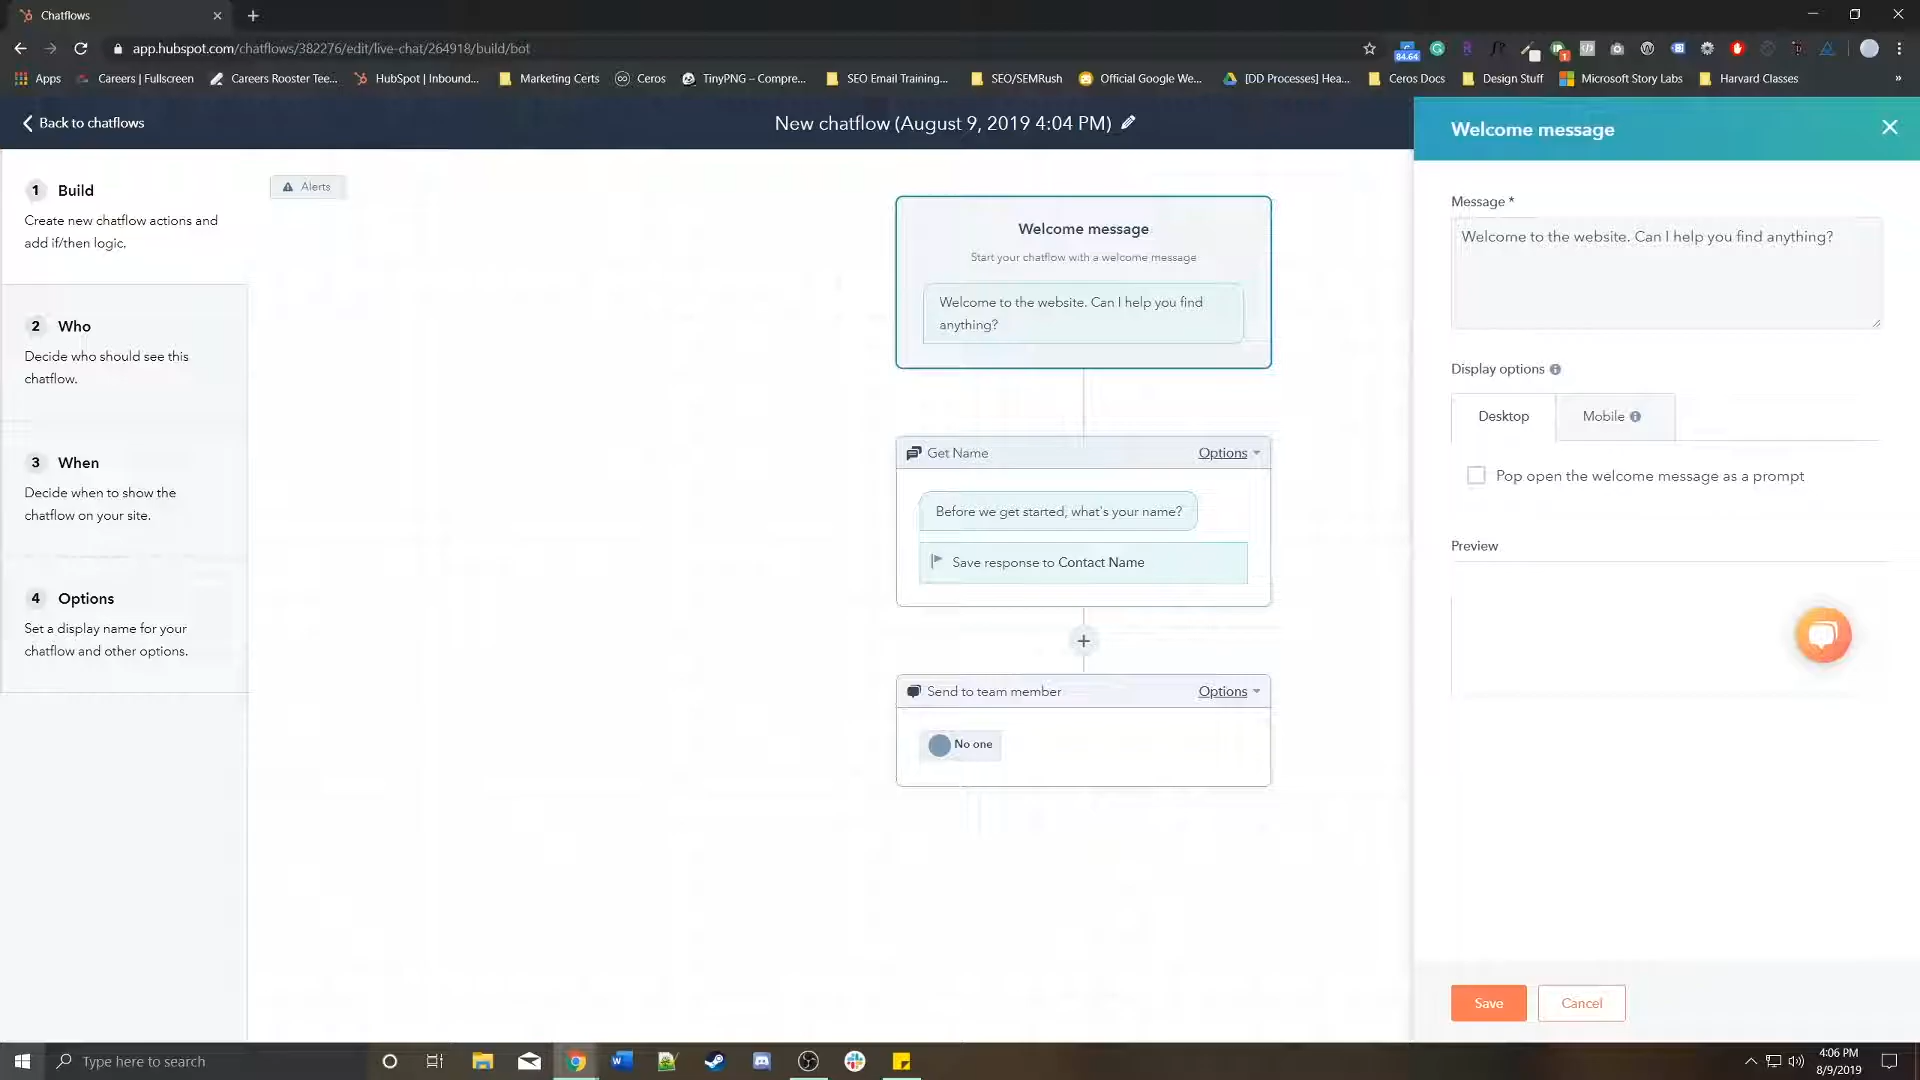 Chatflows
app.hubspot.com/chatflows/382276/edit/live-chat/264918/build/bot
84.64
1
Apps
Careers | Fullscreen
Careers Rooster Tee...
HubSpot | Inbound...
Marketing Certs
Ceros
TinyPNG – Compre...
SEO Email Training...
SEO/SEMRush
Official Google We...
[DD Processes] Hea...
Ceros Docs
Design Stuff
Microsoft Story Labs
Harvard Classes
»
Back to chatflows
New chatflow (August 9, 2019 4:04 PM)
1 Build
Create new chatflow actions and
add if/then logic.
2 Who
Decide who should see this
chatflow.
3 When
Decide when to show the
chatflow on your site.
4 Options
Set a display name for your
chatflow and other options.
Alerts
Welcome message
Start your chatflow with a welcome message
Welcome to the website. Can I help you find
anything?
Get Name
Options
Before we get started, what's your name?
Save response to Contact Name
Send to team member
Options
No one
Welcome message
Message *
Welcome to the website. Can I help you find anything?
Display options
Desktop
Mobile
Pop open the welcome message as a prompt
Preview
Save
Cancel
Type here to search
4:06 PM
8/9/2019